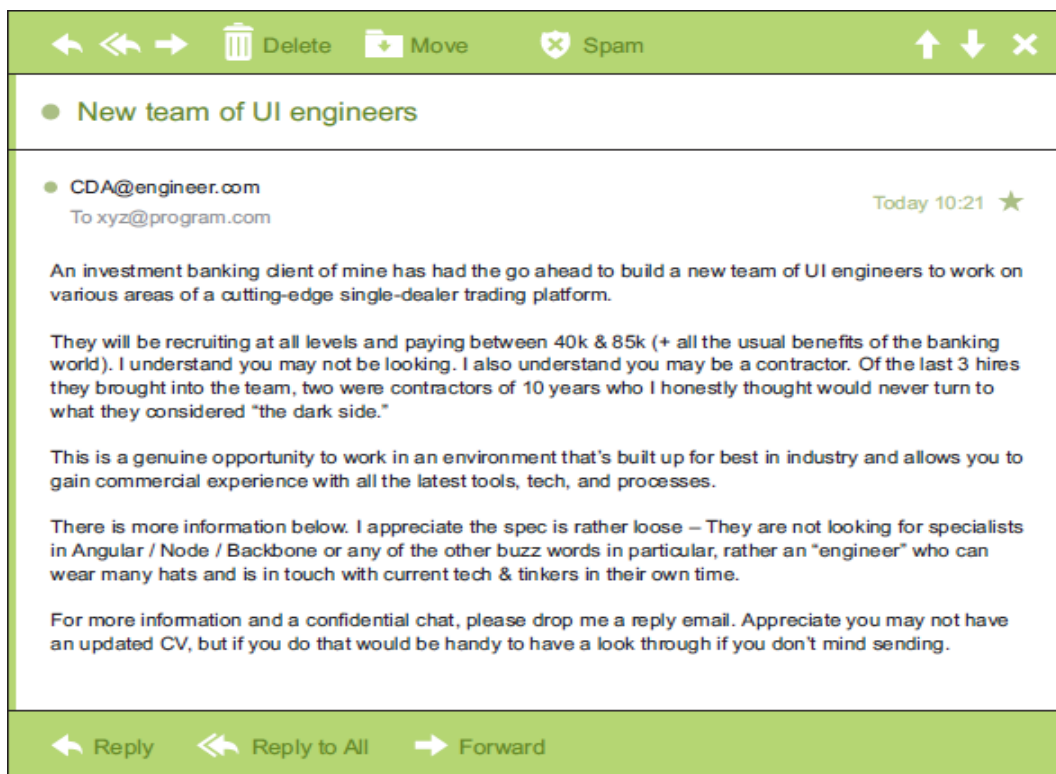 Delete Move Spam
New team of UI engineers
CDA@engineer.com
To xyz@program.com
Today 10:21
An investment banking client of mine has had the go ahead to build a new team of UI engineers to work on
various areas of a cutting-edge single-dealer trading platform.
They will be recruiting at all levels and paying between 40k & 85k (+ all the usual benefits of the banking
world). I understand you may not be looking. I also understand you may be a contractor. Of the last 3 hires
they brought into the team, two were contractors of 10 years who I honestly thought would never turn to
what they considered “the dark side.”
This is a genuine opportunity to work in an environment that’s built up for best in industry and allows you to
gain commercial experience with all the latest tools, tech, and processes.
There is more information below. I appreciate the spec is rather loose – They are not looking for specialists
in Angular / Node / Backbone or any of the other buzz words in particular, rather an “engineer” who can
wear many hats and is in touch with current tech & tinkers in their own time.
For more information and a confidential chat, please drop me a reply email. Appreciate you may not have
an updated CV, but if you do that would be handy to have a look through if you don’t mind sending.
Reply Reply to All Forward